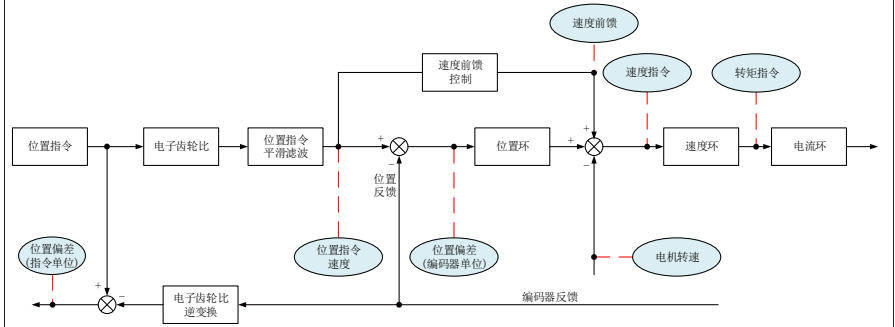 速度前馈
速度前馈
控制
速度指令
转矩指令
+
位置指令
电子齿轮比
位置指令
平滑滤波
+
位置环
+
速度环
电流环
−
−
位置
反馈
位置偏差
(指令单位)
位置指令
速度
位置偏差
(编码器单位)
电机转速
+
−
电子齿轮比
逆变换
编码器反馈